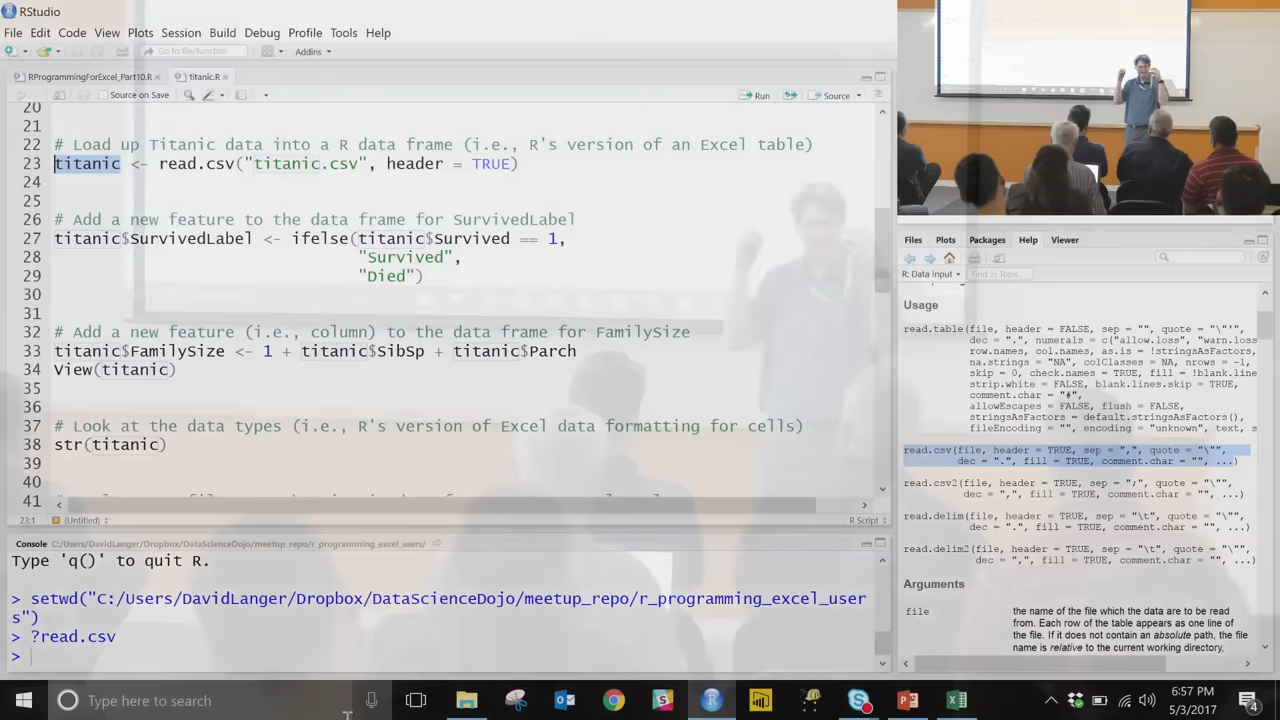 RStudio
File Edit Code View Plots Session Build Debug Profile Tools Help
Go to file/function Addins
RProgrammingForExcel_Part10.R titanic.R
Source on Save Run Source
20
21
22 # Load up Titanic data into a R data frame (i.e., R's version of an Excel table)
23 titanic <- read.csv("titanic.csv", header = TRUE)
24
25
26 # Add a new feature to the data frame for SurvivedLabel
27 titanic$SurvivedLabel <- ifelse(titanic$Survived == 1,
28 "Survived",
29 "Died")
30
31
32 # Add a new feature (i.e., column) to the data frame for FamilySize
33 titanic$FamilySize <- 1 + titanic$SibSp + titanic$Parch
34 View(titanic)
35
36
37 # Look at the data types (i.e., R's version of Excel data formatting for cells)
38 str(titanic)
39
40
41
23:1 (Untitled) R Script
Console C:/Users/DavidLanger/Dropbox/DataScienceDojo/meetup_repo/r_programming_excel_users/
Type 'q()' to quit R.
> setwd("C:/Users/DavidLanger/Dropbox/DataScienceDojo/meetup_repo/r_programming_excel_user
s")
> ?read.csv
>
Files Plots Packages Help Viewer
R: Data Input Find in Topic
Usage
read.table(file, header = FALSE, sep = "", quote = "\"'",
dec = ".", numerals = c("allow.loss", "warn.loss
row.names, col.names, as.is = !stringsAsFactors,
na.strings = "NA", colClasses = NA, nrows = -1,
skip = 0, check.names = TRUE, fill = !blank.line
strip.white = FALSE, blank.lines.skip = TRUE,
comment.char = "#",
allowEscapes = FALSE, flush = FALSE,
stringsAsFactors = default.stringsAsFactors(),
fileEncoding = "", encoding = "unknown", text, s
read.csv(file, header = TRUE, sep = ",", quote = "\"",
dec = ".", fill = TRUE, comment.char = "", ...)
read.csv2(file, header = TRUE, sep = ";", quote = "\"",
dec = ",", fill = TRUE, comment.char = "", ...)
read.delim(file, header = TRUE, sep = "\t", quote = "\"",
dec = ".", fill = TRUE, comment.char = "", ...)
read.delim2(file, header = TRUE, sep = "\t", quote = "\"",
dec = ",", fill = TRUE, comment.char = "", ...)
Arguments
file the name of the file which the data are to be read
from. Each row of the table appears as one line of
the file. If it does not contain an absolute path, the file
name is relative to the current working directory,
Type here to search
6:57 PM
5/3/2017
4